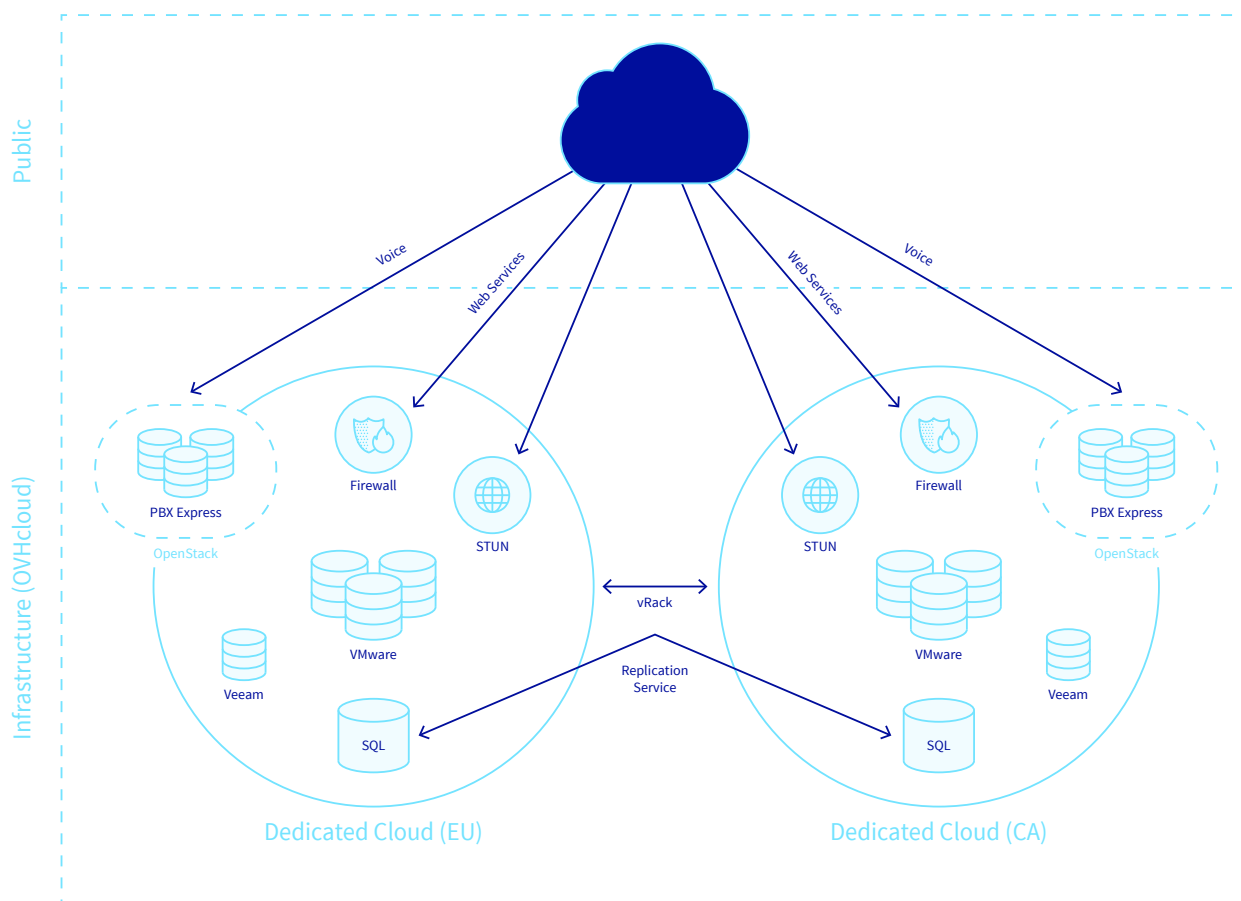 Public
Voice
Web Services
Web Services
Voice
Infrastructure (OVHcloud)
PBX Express
OpenStack
Firewall
STUN
VMware
Veeam
SQL
Dedicated Cloud (EU)
vRack
Replication
Service
STUN
Firewall
PBX Express
OpenStack
VMware
Veeam
SQL
Dedicated Cloud (CA)